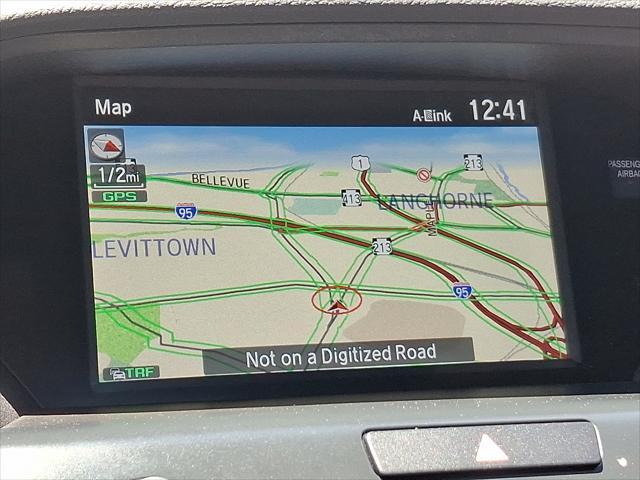 Map
A-Link
12:41
PASSENG
AIRBAG
1/2mi
GPS
BELLEVUE
1
213
413
LANGHORNE
MAPLE
95
LEVITTOWN
213
95
Not on a Digitized Road
TRF